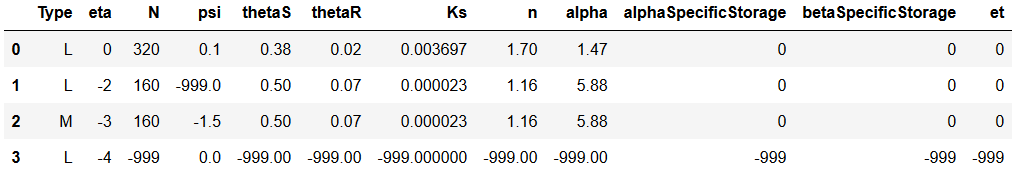 Type eta N psi thetaS thetaR Ks n alpha alphaSpecificStorage betaSpecificStorage et
0 L 0 320 0.1 0.38 0.02 0.003697 1.70 1.47 0 0 0
1 L -2 160 -999.0 0.50 0.07 0.000023 1.16 5.88 0 0 0
2 M -3 160 -1.5 0.50 0.07 0.000023 1.16 5.88 0 0 0
3 L -4 -999 0.0 -999.00 -999.00 -999.000000 -999.00 -999.00 -999 -999 -999